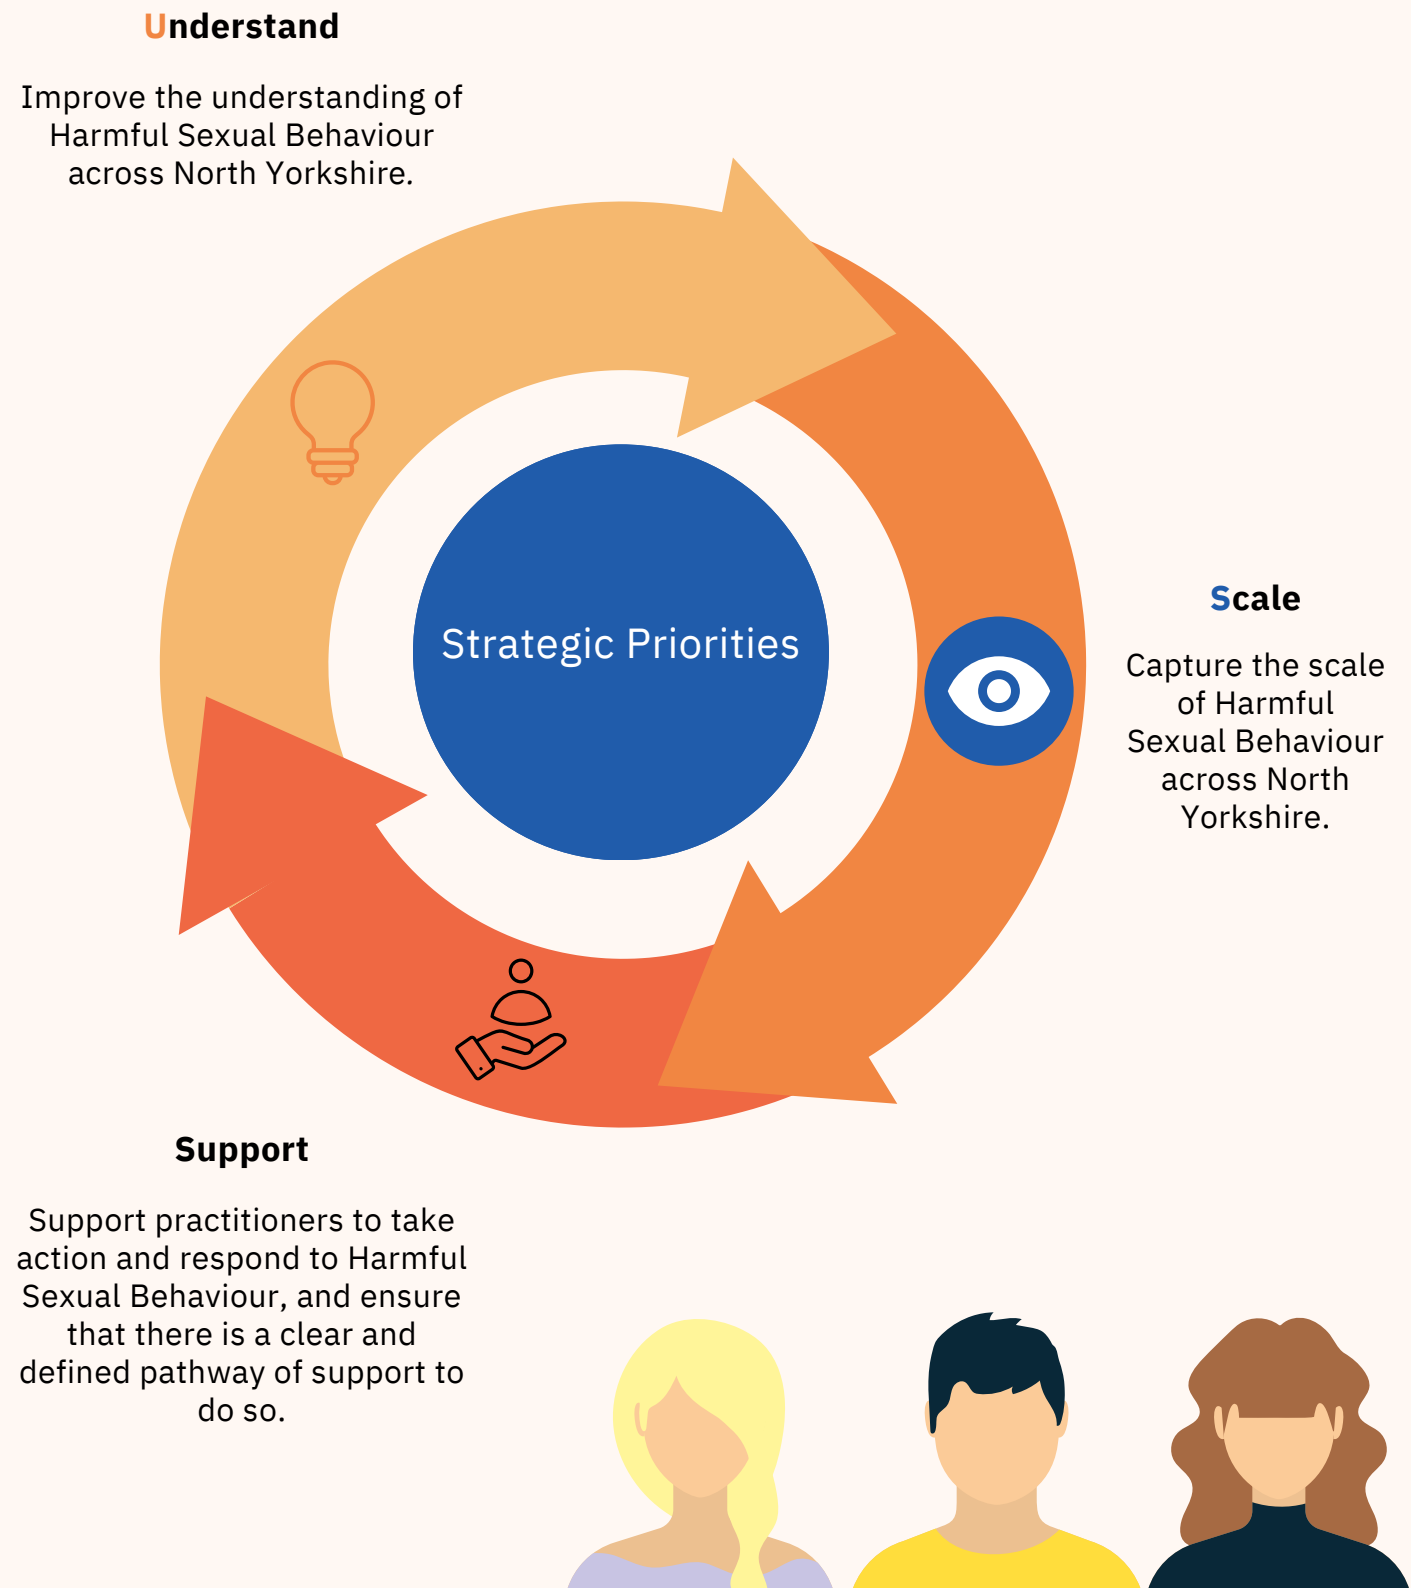 Understand
Improve the understanding of
Harmful Sexual Behaviour
across North Yorkshire.
Strategic Priorities
Scale
Capture the scale
of Harmful
Sexual Behaviour
across North
Yorkshire.
Support
Support practitioners to take
action and respond to Harmful
Sexual Behaviour, and ensure
that there is a clear and
defined pathway of support to
do so.